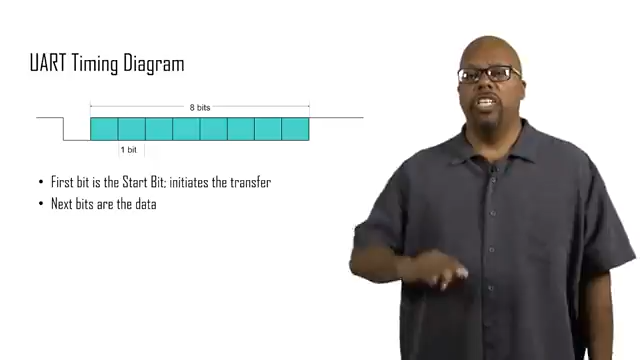 UART Timing Diagram
8 bits
1 bit
• First bit is the Start Bit; initiates the transfer
• Next bits are the data